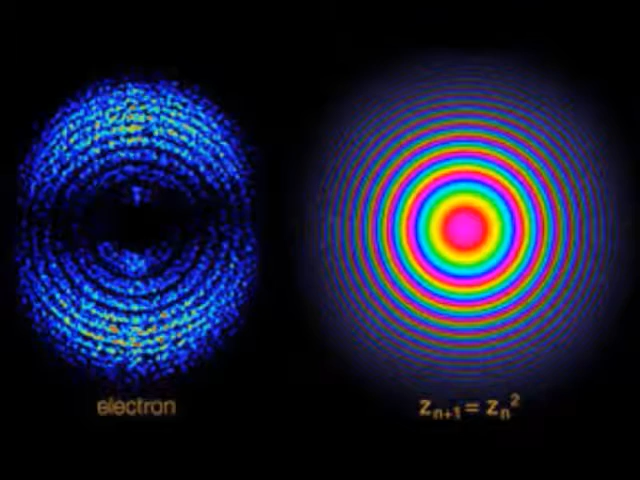 electron
zₙ₊₁ = zₙ²